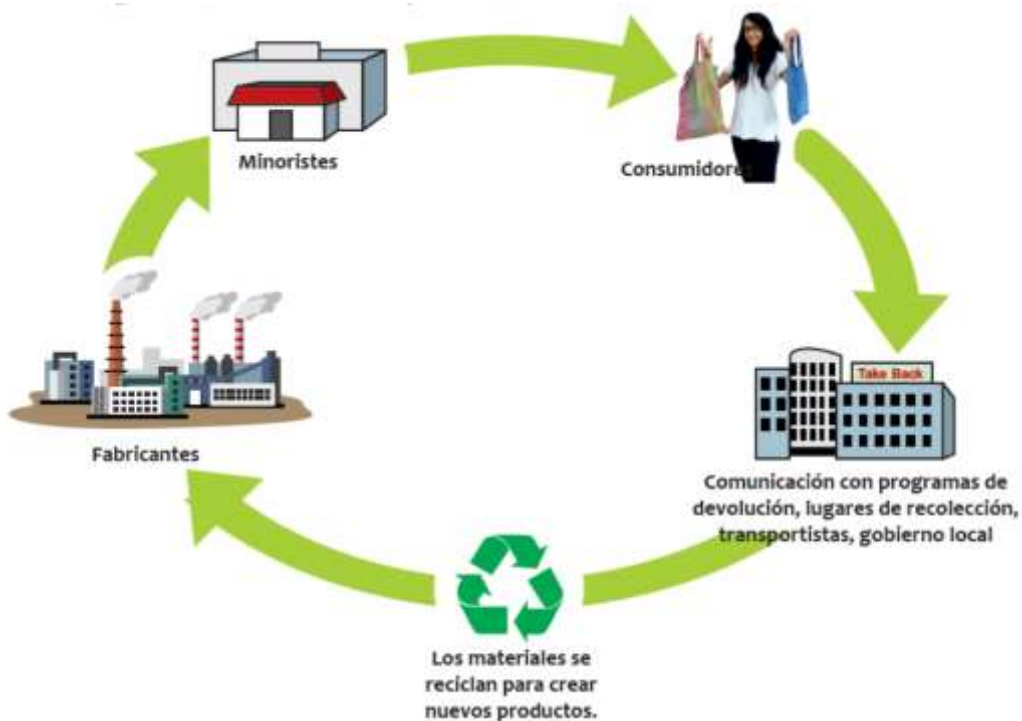 Minoristes
Consumidores
Take Back
Fabricantes
Comunicación con programas de
devolución, lugares de recolección,
transportistas, gobierno local
Los materiales se
reciclan para crear
nuevos productos.